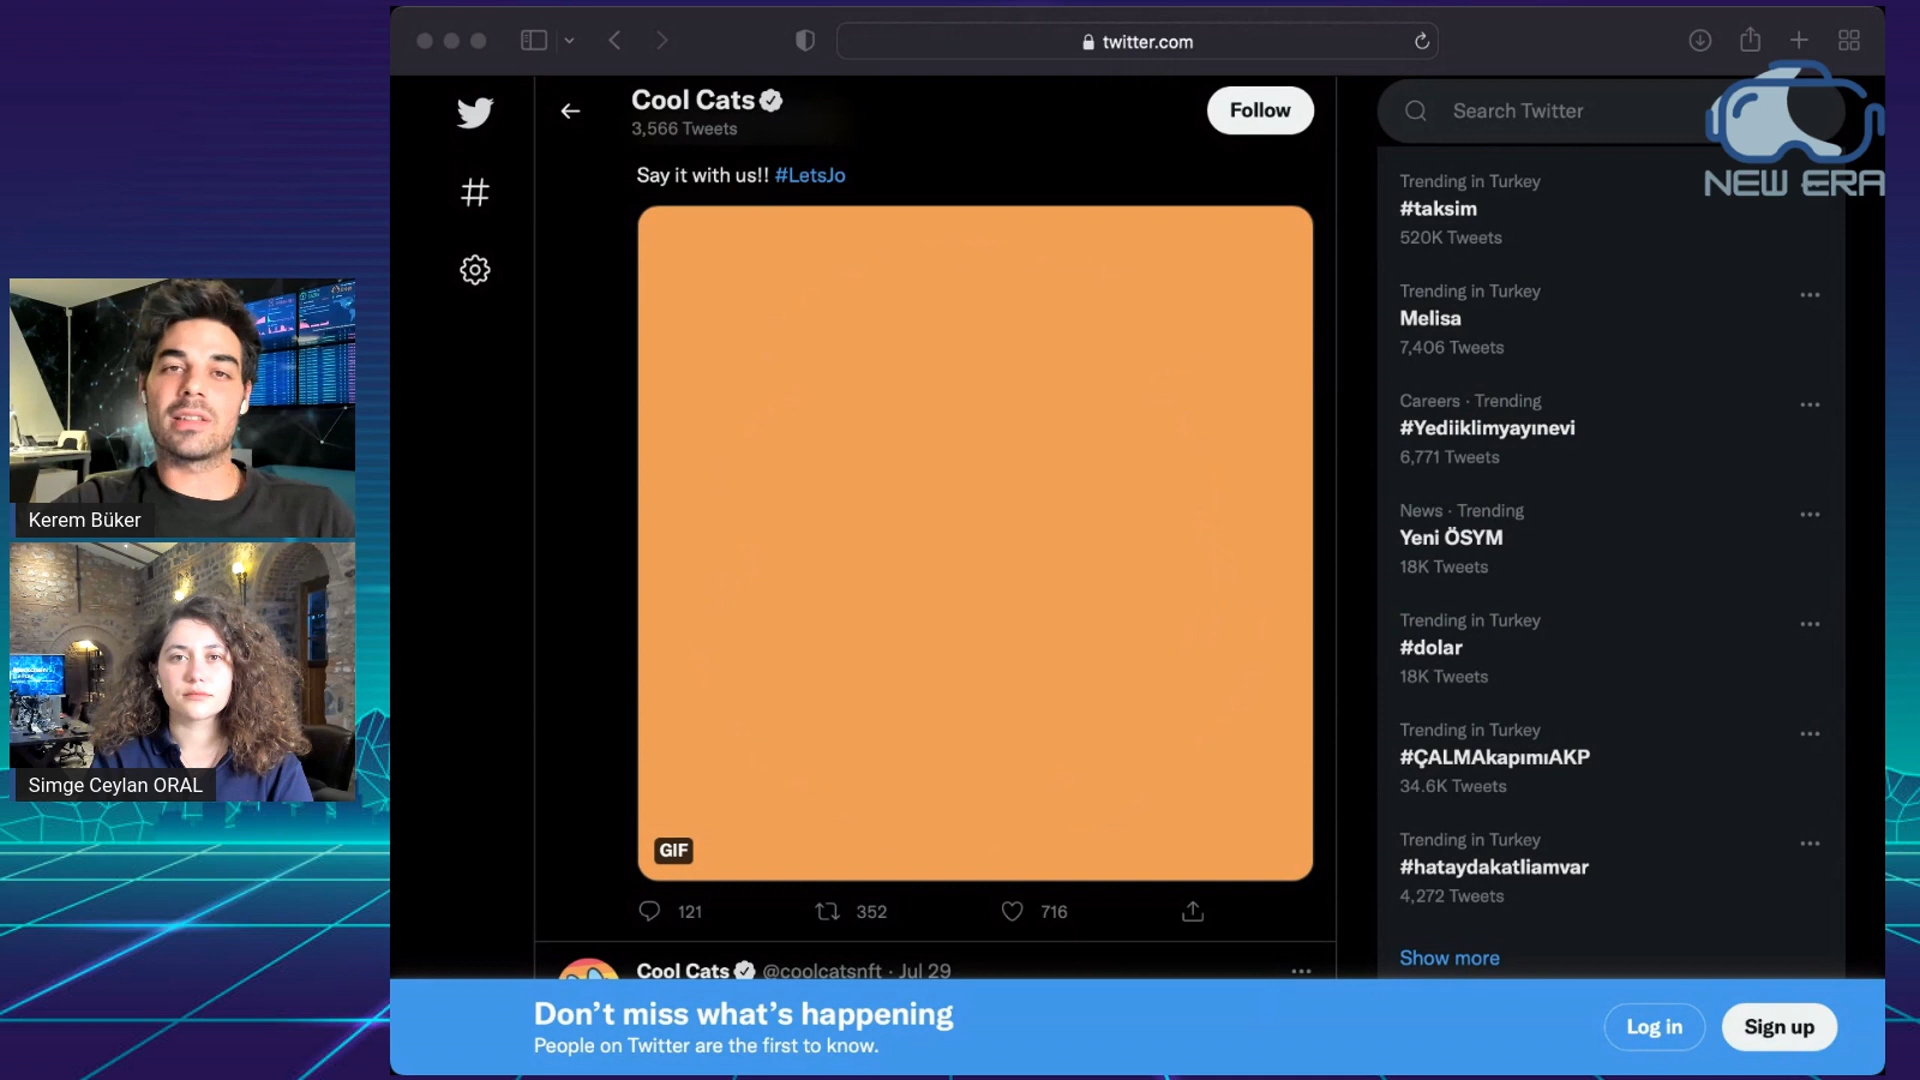 twitter.com
Cool Cats
3,566 Tweets
Follow
Search Twitter
NEW ERA
Say it with us!! #LetsJo
GIF
121
352
716
Cool Cats @coolcatsnft · Jul 29
Trending in Turkey
#taksim
520K Tweets
Trending in Turkey
Melisa
7,406 Tweets
Careers · Trending
#Yediiklimyayınevi
6,771 Tweets
News · Trending
Yeni ÖSYM
18K Tweets
Trending in Turkey
#dolar
18K Tweets
Trending in Turkey
#ÇALMAkapımıAKP
34.6K Tweets
Trending in Turkey
#hataydakatliamvar
4,272 Tweets
Show more
Kerem Büker
Simge Ceylan ORAL
Don’t miss what’s happening
People on Twitter are the first to know.
Log in
Sign up